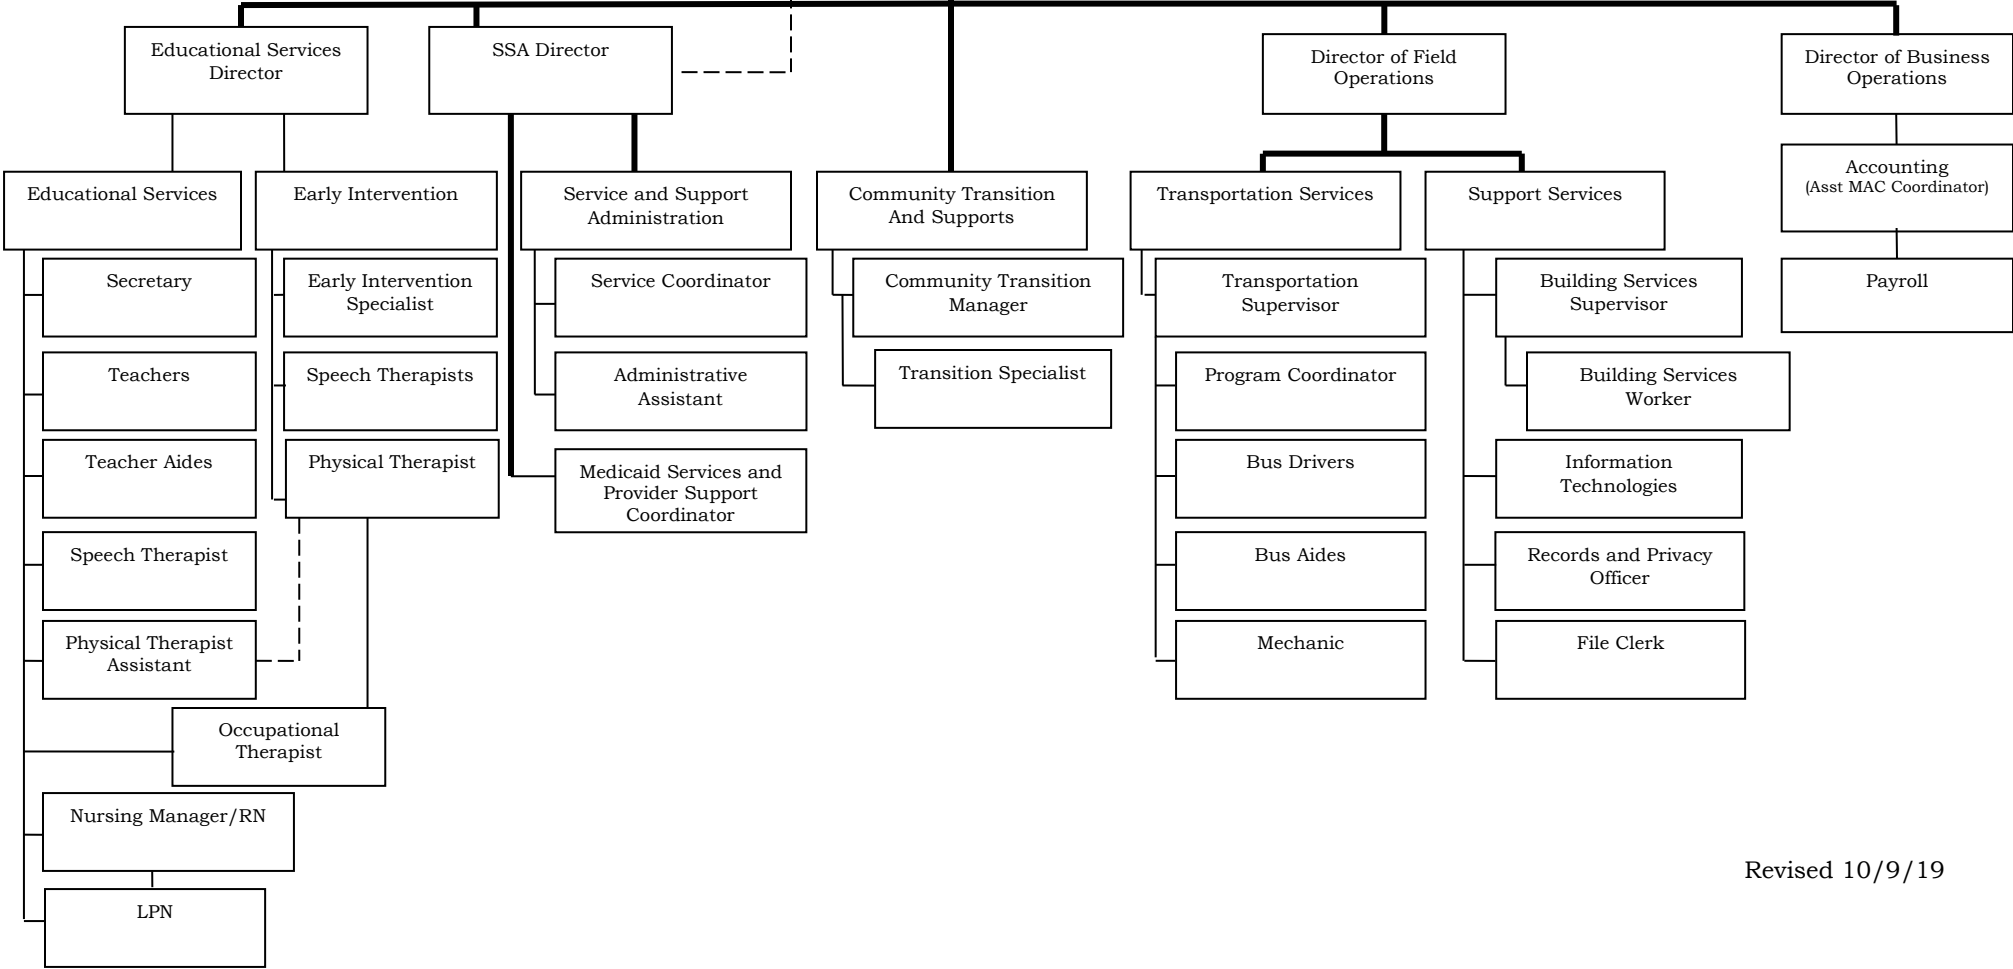 Educational Services
Director
SSA Director
Director of Field
Operations
Director of Business
Operations
Educational Services
Early Intervention
Service and Support
Administration
Community Transition
And Supports
Transportation Services
Support Services
Accounting
(Asst MAC Coordinator)
Secretary
Early Intervention
Specialist
Service Coordinator
Community Transition
Manager
Transportation
Supervisor
Building Services
Supervisor
Payroll
Teachers
Speech Therapists
Administrative
Assistant
Transition Specialist
Program Coordinator
Building Services
Worker
Teacher Aides
Physical Therapist
Medicaid Services and
Provider Support
Coordinator
Bus Drivers
Information
Technologies
Speech Therapist
Bus Aides
Records and Privacy
Officer
Physical Therapist
Assistant
Mechanic
File Clerk
Occupational
Therapist
Nursing Manager/RN
LPN
Revised 10/9/19